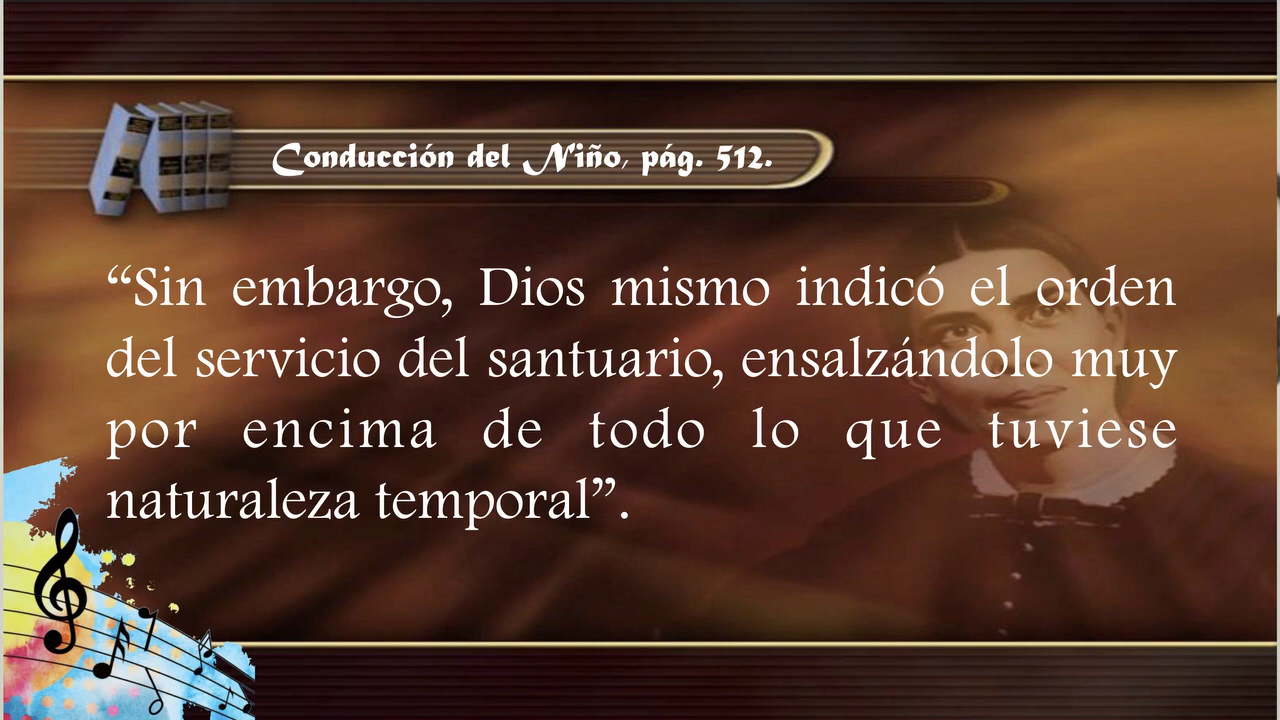 Conducción del Niño, pág. 512.
“Sin embargo, Dios mismo indicó el orden
del servicio del santuario, ensalzándolo muy
por encima de todo lo que tuviese
naturaleza temporal”.